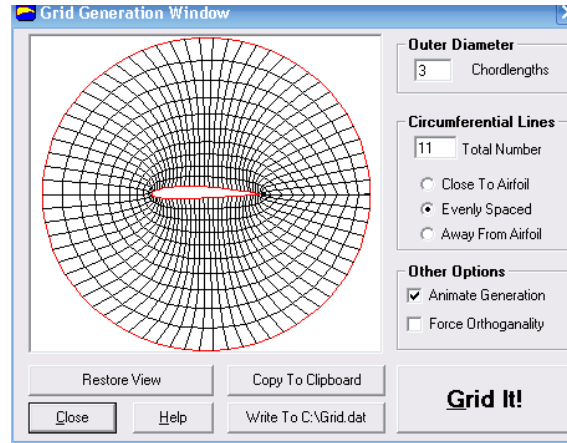 Grid Generation Window
Outer Diameter
3 Chordlengths
Circumferential Lines
11 Total Number
Close To Airfoil
Evenly Spaced
Away From Airfoil
Other Options
Animate Generation
Force Orthoganality
Restore View
Copy To Clipboard
Grid It!
Close
Help
Write To C:\Grid.dat